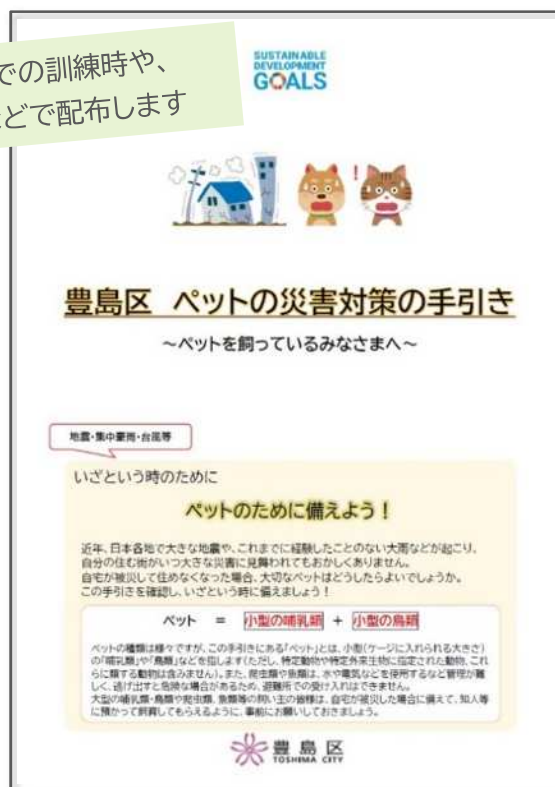 での訓練時や、
どで配布します
SUSTAINABLE
DEVELOPMENT
GOALS
!
豊島区 ペットの災害対策の手引き
~ペットを飼っているみなさまへ~
地震・集中豪雨・台風等
いざという時のために
ペットのために備えよう！
近年、日本各地で大きな地震や、これまでに経験したことのない大雨などが起こり、
自分の住む街がいつ大きな災害に見舞われてもおかしくありません。
自宅が被災して住めなくなった場合、大切なペットはどうしたらよいでしょうか。
この手引きを確認し、いざという時に備えましょう！
ペット = 小型の哺乳類 + 小型の鳥類
ペットの種類は様々ですが、この手引きにある「ペット」とは、小型(ケージに入れられる大きさ)
の「哺乳類」や「鳥類」などを指します(ただし、特定動物や特定外来生物に指定された動物、これ
らに類する動物は含みません)。また、爬虫類や魚類は、水や電気などを使用するなど管理が難
しく、逃げ出すと危険な場合があるため、避難所での受け入れはできません。
大型の哺乳類・鳥類や爬虫類、魚類等の飼い主の皆様は、自宅が被災した場合に備えて、知人等
に預かって飼育してもらえるように、事前にお願いしておきましょう。
豊島区
TOSHIMA CITY